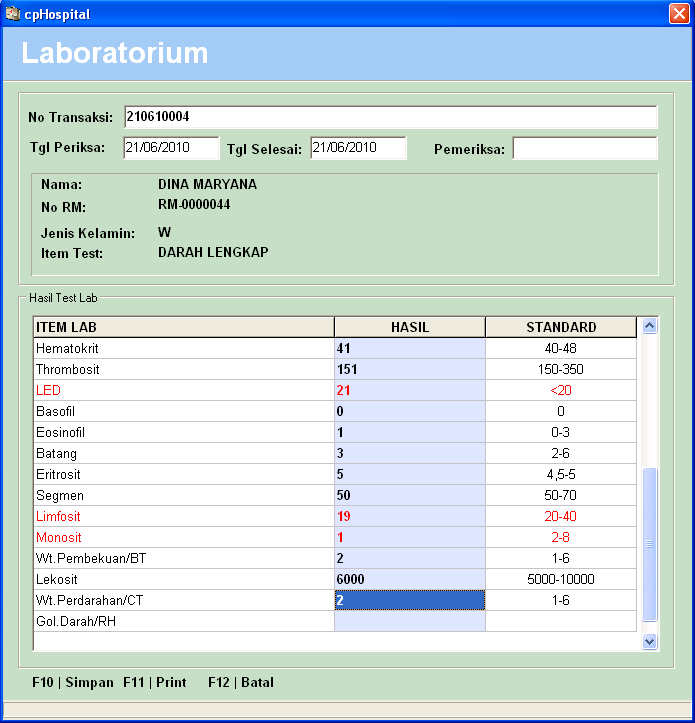 cpHospital
Laboratorium
No Transaksi: 210610004
Tgl Periksa: 21/06/2010 Tgl Selesai: 21/06/2010 Pemeriksa:
Nama: DINA MARYANA
No RM: RM-0000044
Jenis Kelamin: W
Item Test: DARAH LENGKAP
Hasil Test Lab
ITEM LAB HASIL STANDARD
Hematokrit 41 40-48
Thrombosit 151 150-350
LED 21 <20
Basofil 0 0
Eosinofil 1 0-3
Batang 3 2-6
Eritrosit 5 4,5-5
Segmen 50 50-70
Limfosit 19 20-40
Monosit 1 2-8
Wt.Pembekuan/BT 2 1-6
Lekosit 6000 5000-10000
Wt.Perdarahan/CT 2 1-6
Gol.Darah/RH
F10 | Simpan F11 | Print F12 | Batal